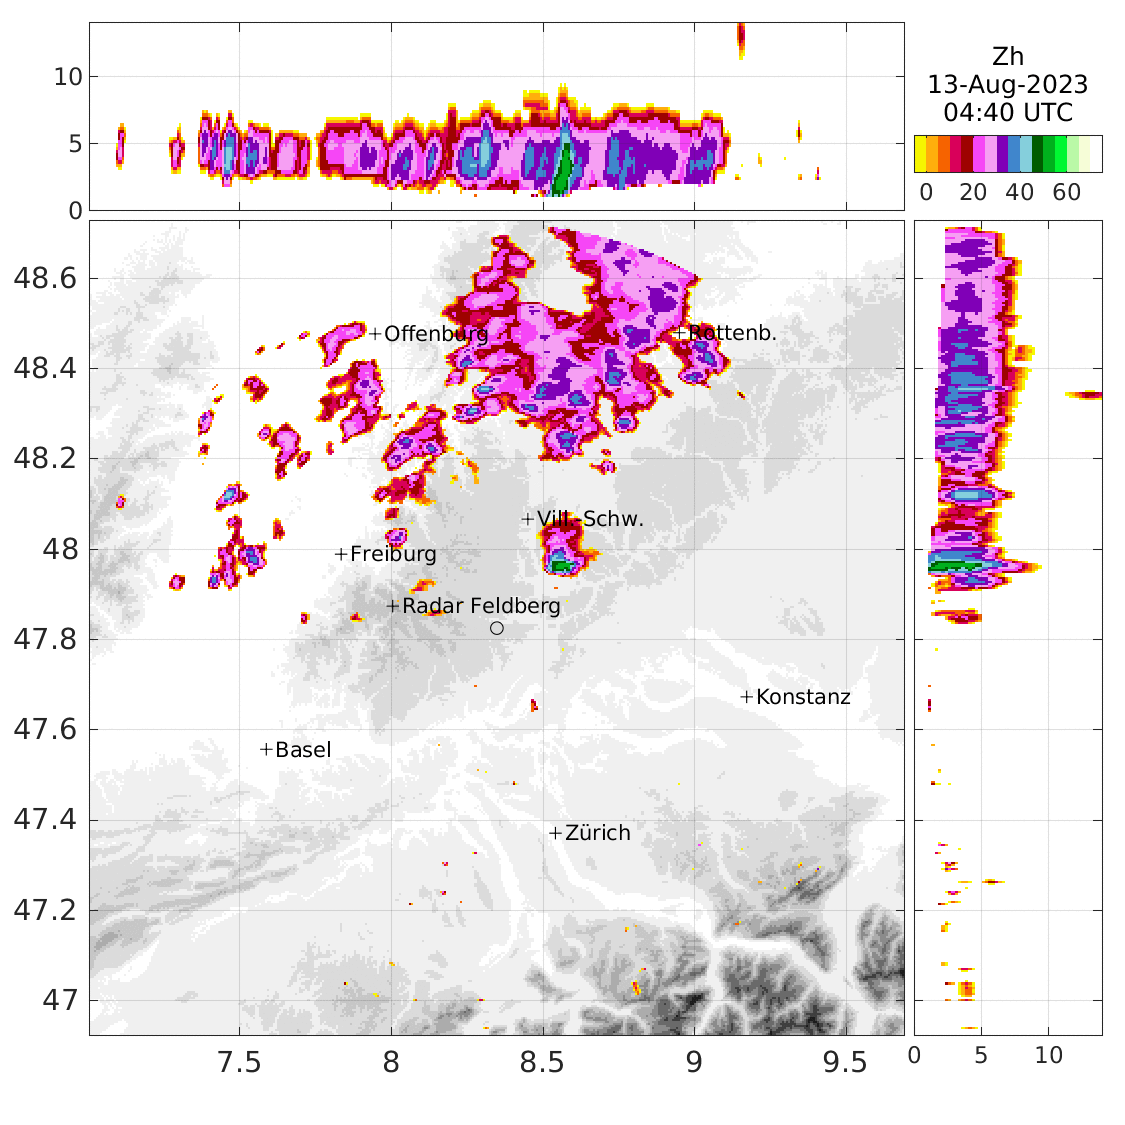 Zh
13-Aug-2023
04:40 UTC
0 20 40 60
10
5
0
48.6
48.4
48.2
48
47.8
47.6
47.4
47.2
47
Offenburg
Rottenb.
Vill.-Schw.
Freiburg
Radar Feldberg
Konstanz
Basel
Zürich
7.5 8 8.5 9 9.5
0 5 10